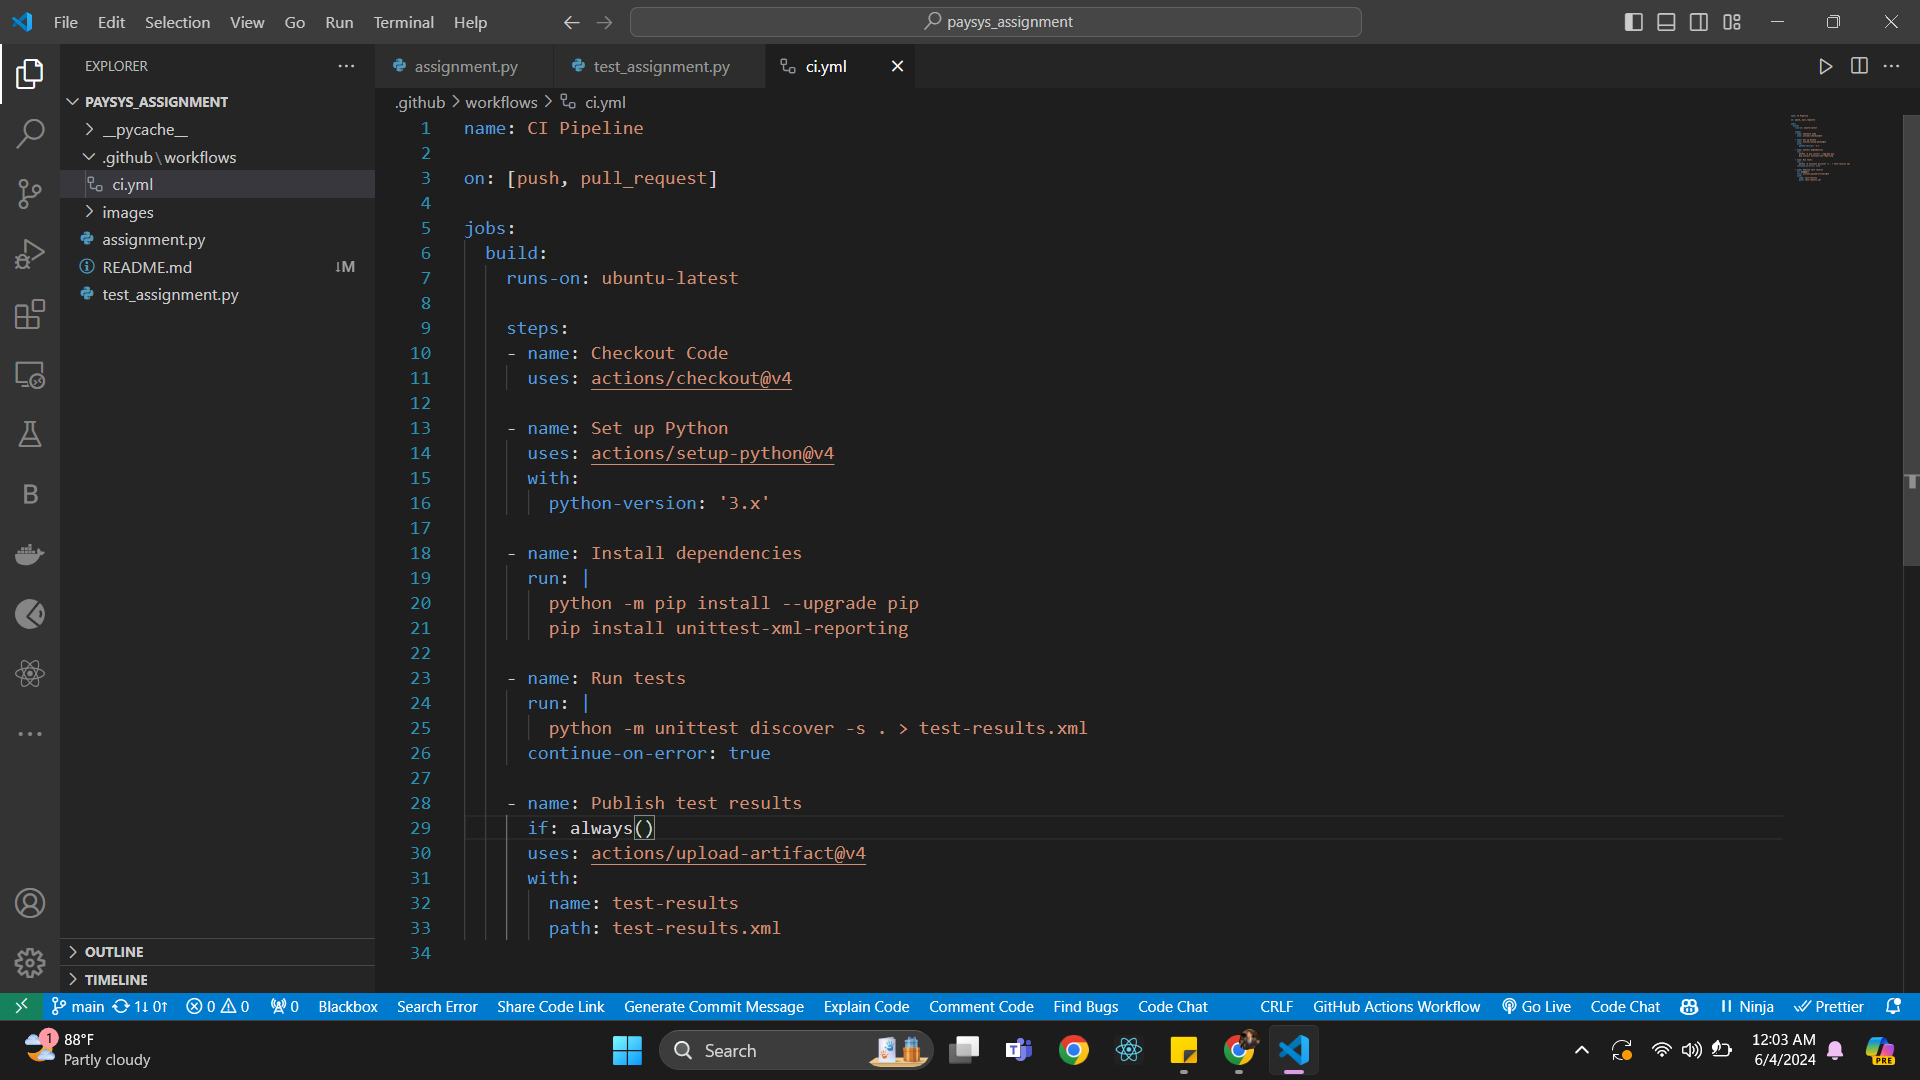 File Edit Selection View Go Run Terminal Help
paysys_assignment
EXPLORER
PAYSYS_ASSIGNMENT
__pycache__
.github\workflows
ci.yml
images
assignment.py
README.md ↓M
test_assignment.py
OUTLINE
TIMELINE
B
assignment.py test_assignment.py ci.yml
.github > workflows > ci.yml
1 name: CI Pipeline
2
3 on: [push, pull_request]
4
5 jobs:
6 build:
7 runs-on: ubuntu-latest
8
9 steps:
10 - name: Checkout Code
11 uses: actions/checkout@v4
12
13 - name: Set up Python
14 uses: actions/setup-python@v4
15 with:
16 python-version: '3.x'
17
18 - name: Install dependencies
19 run: |
20 python -m pip install --upgrade pip
21 pip install unittest-xml-reporting
22
23 - name: Run tests
24 run: |
25 python -m unittest discover -s . > test-results.xml
26 continue-on-error: true
27
28 - name: Publish test results
29 if: always()
30 uses: actions/upload-artifact@v4
31 with:
32 name: test-results
33 path: test-results.xml
34
main 1↓ 0↑ 0 0 0 Blackbox Search Error Share Code Link Generate Commit Message Explain Code Comment Code Find Bugs Code Chat CRLF GitHub Actions Workflow Go Live Code Chat Ninja Prettier
1 88°F
Partly cloudy
Search
12:03 AM
6/4/2024
PRE